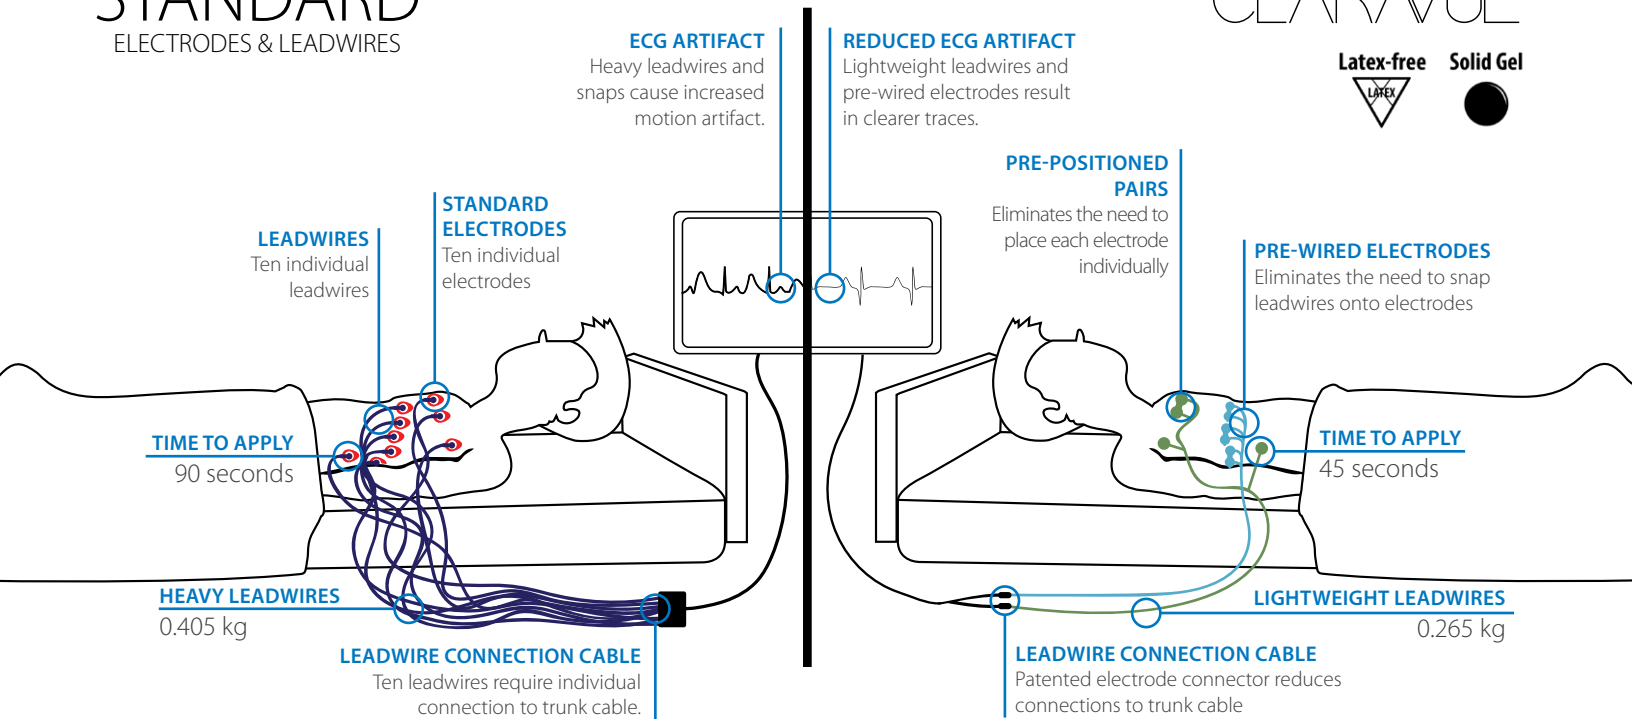 STANDARD
ELECTRODES & LEADWIRES
ECG ARTIFACT
Heavy leadwires and
snaps cause increased
motion artifact.
LEADWIRES
Ten individual
leadwires
STANDARD
ELECTRODES
Ten individual
electrodes
TIME TO APPLY
90 seconds
HEAVY LEADWIRES
0.405 kg
LEADWIRE CONNECTION CABLE
Ten leadwires require individual
connection to trunk cable.
CLEARAVUE
Latex-free
LATEX
Solid Gel
REDUCED ECG ARTIFACT
Lightweight leadwires and
pre-wired electrodes result
in clearer traces.
PRE-POSITIONED
PAIRS
Eliminates the need to
place each electrode
individually
PRE-WIRED ELECTRODES
Eliminates the need to snap
leadwires onto electrodes
TIME TO APPLY
45 seconds
LIGHTWEIGHT LEADWIRES
0.265 kg
LEADWIRE CONNECTION CABLE
Patented electrode connector reduces
connections to trunk cable